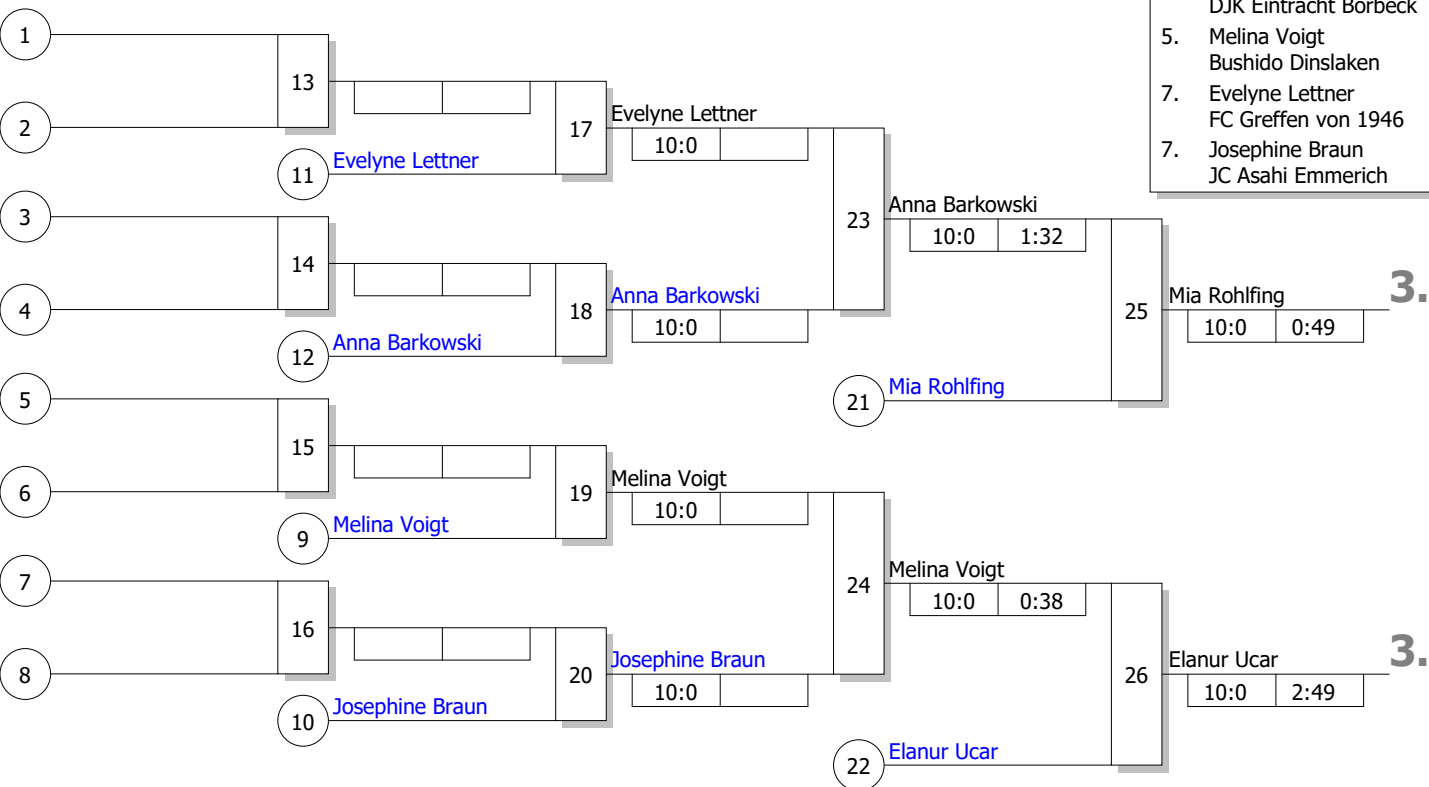 DJK Eintracht Borbeck
5. Melina Voigt
Bushido Dinslaken
7. Evelyne Lettner
FC Greffen von 1946
7. Josephine Braun
JC Asahi Emmerich
1
13
2
17
Evelyne Lettner
10:0
11
Evelyne Lettner
3
23
Anna Barkowski
10:0 1:32
14
4
18
Anna Barkowski
10:0
12
Anna Barkowski
25
Mia Rohlfing
3.
10:0 0:49
5
21
Mia Rohlfing
15
6
19
Melina Voigt
10:0
9
Melina Voigt
7
24
Melina Voigt
10:0 0:38
16
8
20
Josephine Braun
10:0
10
Josephine Braun
26
Elanur Ucar
3.
10:0 2:49
22
Elanur Ucar